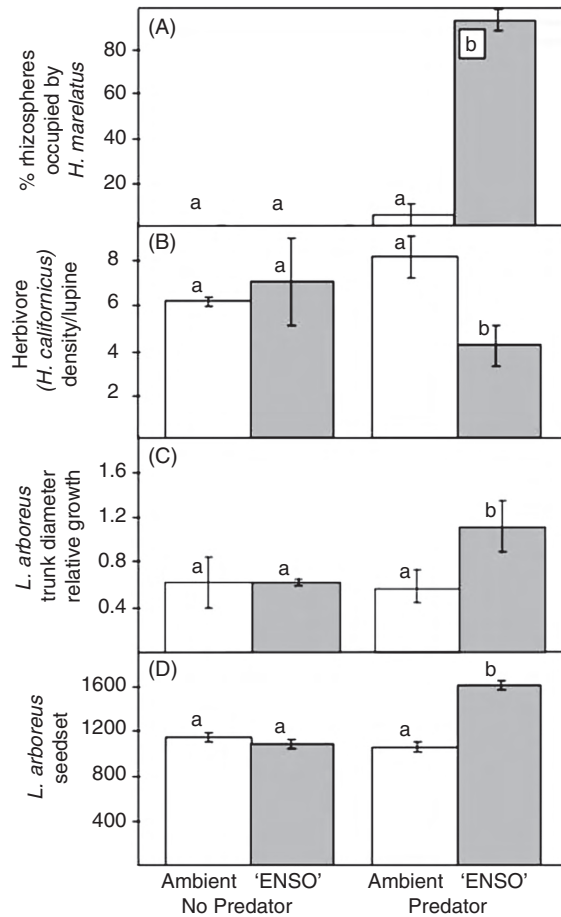 (A)
% rhizospheres
occupied by
H. marelatus
80
60
40
20
a
a
a
b
(B)
Herbivore
(H. californicus)
density/lupine
8
6
4
2
a
a
a
b
(C)
L. arboreus
trunk diameter
relative growth
1.6
1.2
0.8
0.4
a
a
a
b
(D)
L. arboreus
seedset
1600
1200
800
400
a
a
a
b
Ambient 'ENSO' Ambient 'ENSO'
No Predator Predator